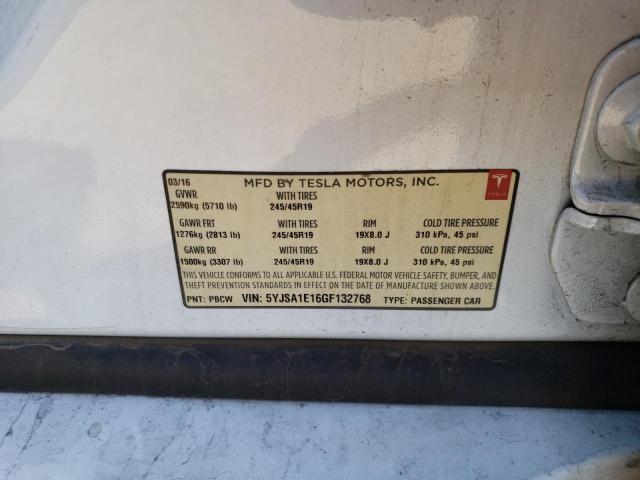 03/16 MFD BY TESLA MOTORS, INC.
GVWR WITH TIRES
2590kg (5710 lb) 245/45R19
TESLA
GAWR FRT WITH TIRES RIM COLD TIRE PRESSURE
1276kg (2813 lb) 245/45R19 19X8.0 J 310 kPa, 45 psi
GAWR RR WITH TIRES RIM COLD TIRE PRESSURE
1500kg (3307 lb) 245/45R19 19X8.0 J 310 kPa, 45 psi
THIS VEHICLE CONFORMS TO ALL APPLICABLE U.S. FEDERAL MOTOR VEHICLE SAFETY, BUMPER, AND
THEFT PREVENTION STANDARDS IN EFFECT ON THE DATE OF MANUFACTURE SHOWN ABOVE.
PNT: PBCW VIN: 5YJSA1E16GF132768 TYPE: PASSENGER CAR